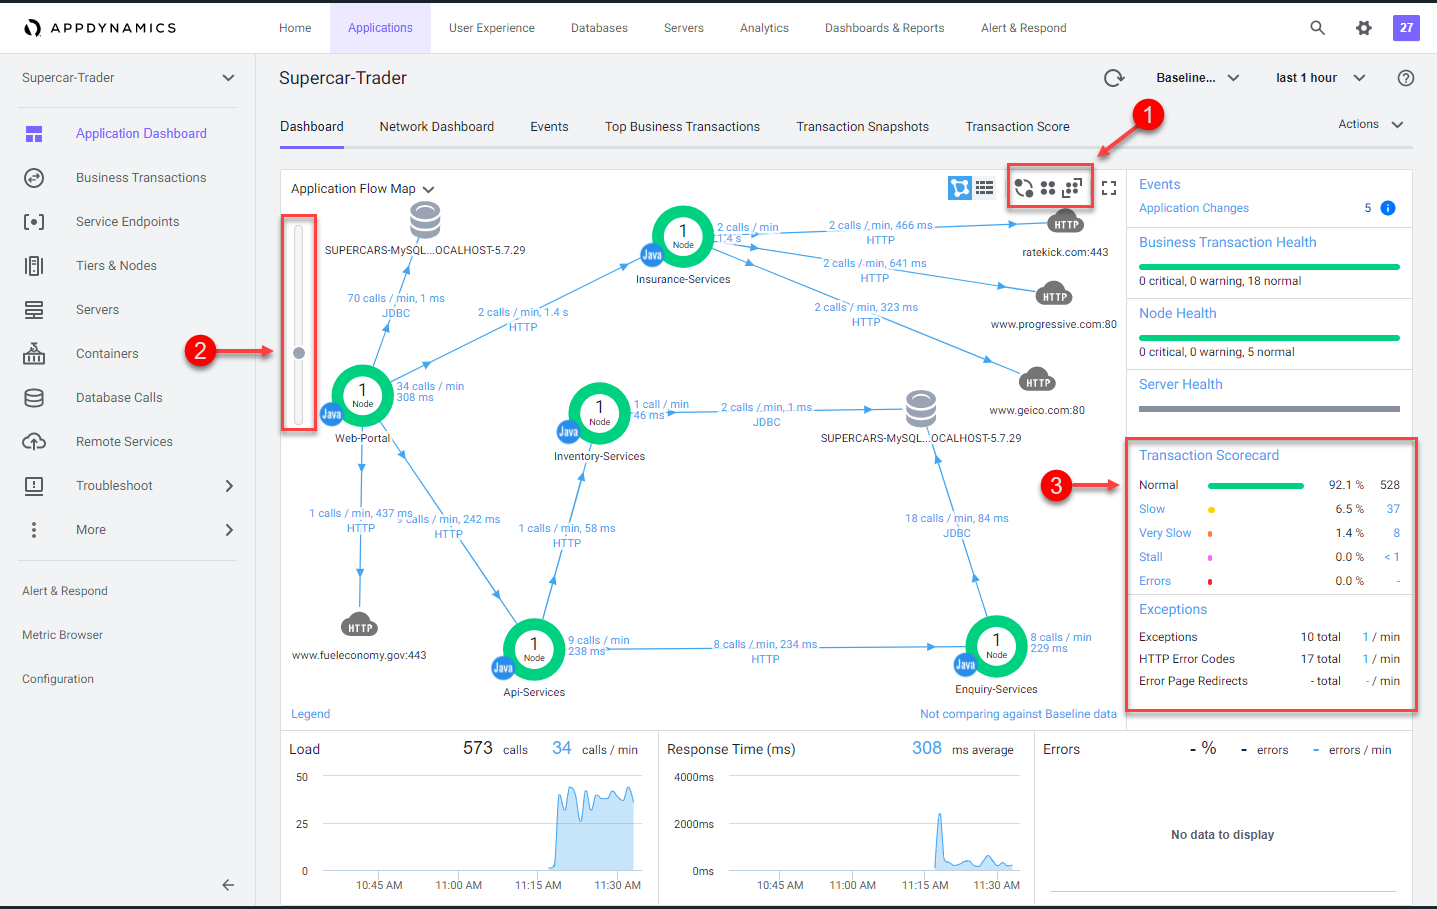 APPDYNAMICS
Home
Applications
User Experience
Databases
Servers
Analytics
Dashboards & Reports
Alert & Respond
27
Supercar-Trader
Application Dashboard
Business Transactions
Service Endpoints
Tiers & Nodes
Servers
Containers
Database Calls
Remote Services
Troubleshoot
More
Alert & Respond
Metric Browser
Configuration
Supercar-Trader
Baseline...
last 1 hour
Dashboard
Network Dashboard
Events
Top Business Transactions
Transaction Snapshots
Transaction Score
Actions
1
2
3
Application Flow Map
SUPERCARS-MySQL...OCALHOST-5.7.29
70 calls / min, 1 ms
JDBC
1
Node
Java
Insurance-Services
2 calls / min
1.4 s
2 calls / min, 466 ms
HTTP
HTTP
ratekick.com:443
2 calls / min, 641 ms
HTTP
HTTP
www.progressive.com:80
2 calls / min, 323 ms
HTTP
HTTP
www.geico.com:80
2 calls / min, 1.4 s
HTTP
1
Node
Java
Web-Portal
34 calls / min
308 ms
1
Node
Java
Inventory-Services
1 call / min
46 ms
2 calls / min, 1 ms
JDBC
SUPERCARS-MySQL...OCALHOST-5.7.29
1 calls / min, 437 ms
HTTP
9 calls / min, 242 ms
HTTP
1 calls / min, 58 ms
HTTP
18 calls / min, 84 ms
JDBC
HTTP
www.fueleconomy.gov:443
1
Node
Java
Api-Services
9 calls / min
238 ms
8 calls / min, 234 ms
HTTP
1
Node
Java
Enquiry-Services
8 calls / min
229 ms
Legend
Not comparing against Baseline data
Events
Application Changes
5
i
Business Transaction Health
0 critical, 0 warning, 18 normal
Node Health
0 critical, 0 warning, 5 normal
Server Health
Transaction Scorecard
Normal 92.1 % 528
Slow 6.5 % 37
Very Slow 1.4 % 8
Stall 0.0 % < 1
Errors 0.0 % -
Exceptions
Exceptions 10 total 1 / min
HTTP Error Codes 17 total 1 / min
Error Page Redirects - total - / min
Load 573 calls 34 calls / min
50
25
0
10:45 AM 11:00 AM 11:15 AM 11:30 AM
Response Time (ms) 308 ms average
4000ms
2000ms
0ms
10:45 AM 11:00 AM 11:15 AM 11:30 AM
Errors - % - errors - errors / min
No data to display